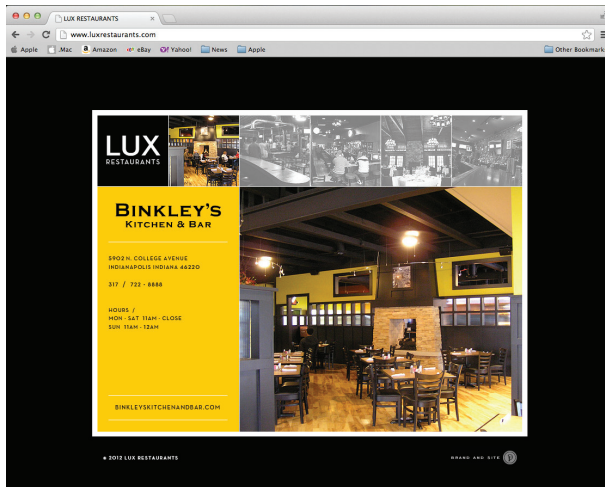 LUX RESTAURANTS
www.luxrestaurants.com
Apple
.Mac
Amazon
eBay
Yahoo!
News
Apple
Other Bookmarks
LUX
RESTAURANTS
BINKLEY'S
KITCHEN & BAR
5902 N. COLLEGE AVENUE
INDIANAPOLIS INDIANA 46220
317 / 722 - 8888
HOURS /
MON - SAT 11AM - CLOSE
SUN 11AM - 12AM
BINKLEYSKITCHENANDBAR.COM
© 2012 LUX RESTAURANTS
BRAND AND SITE